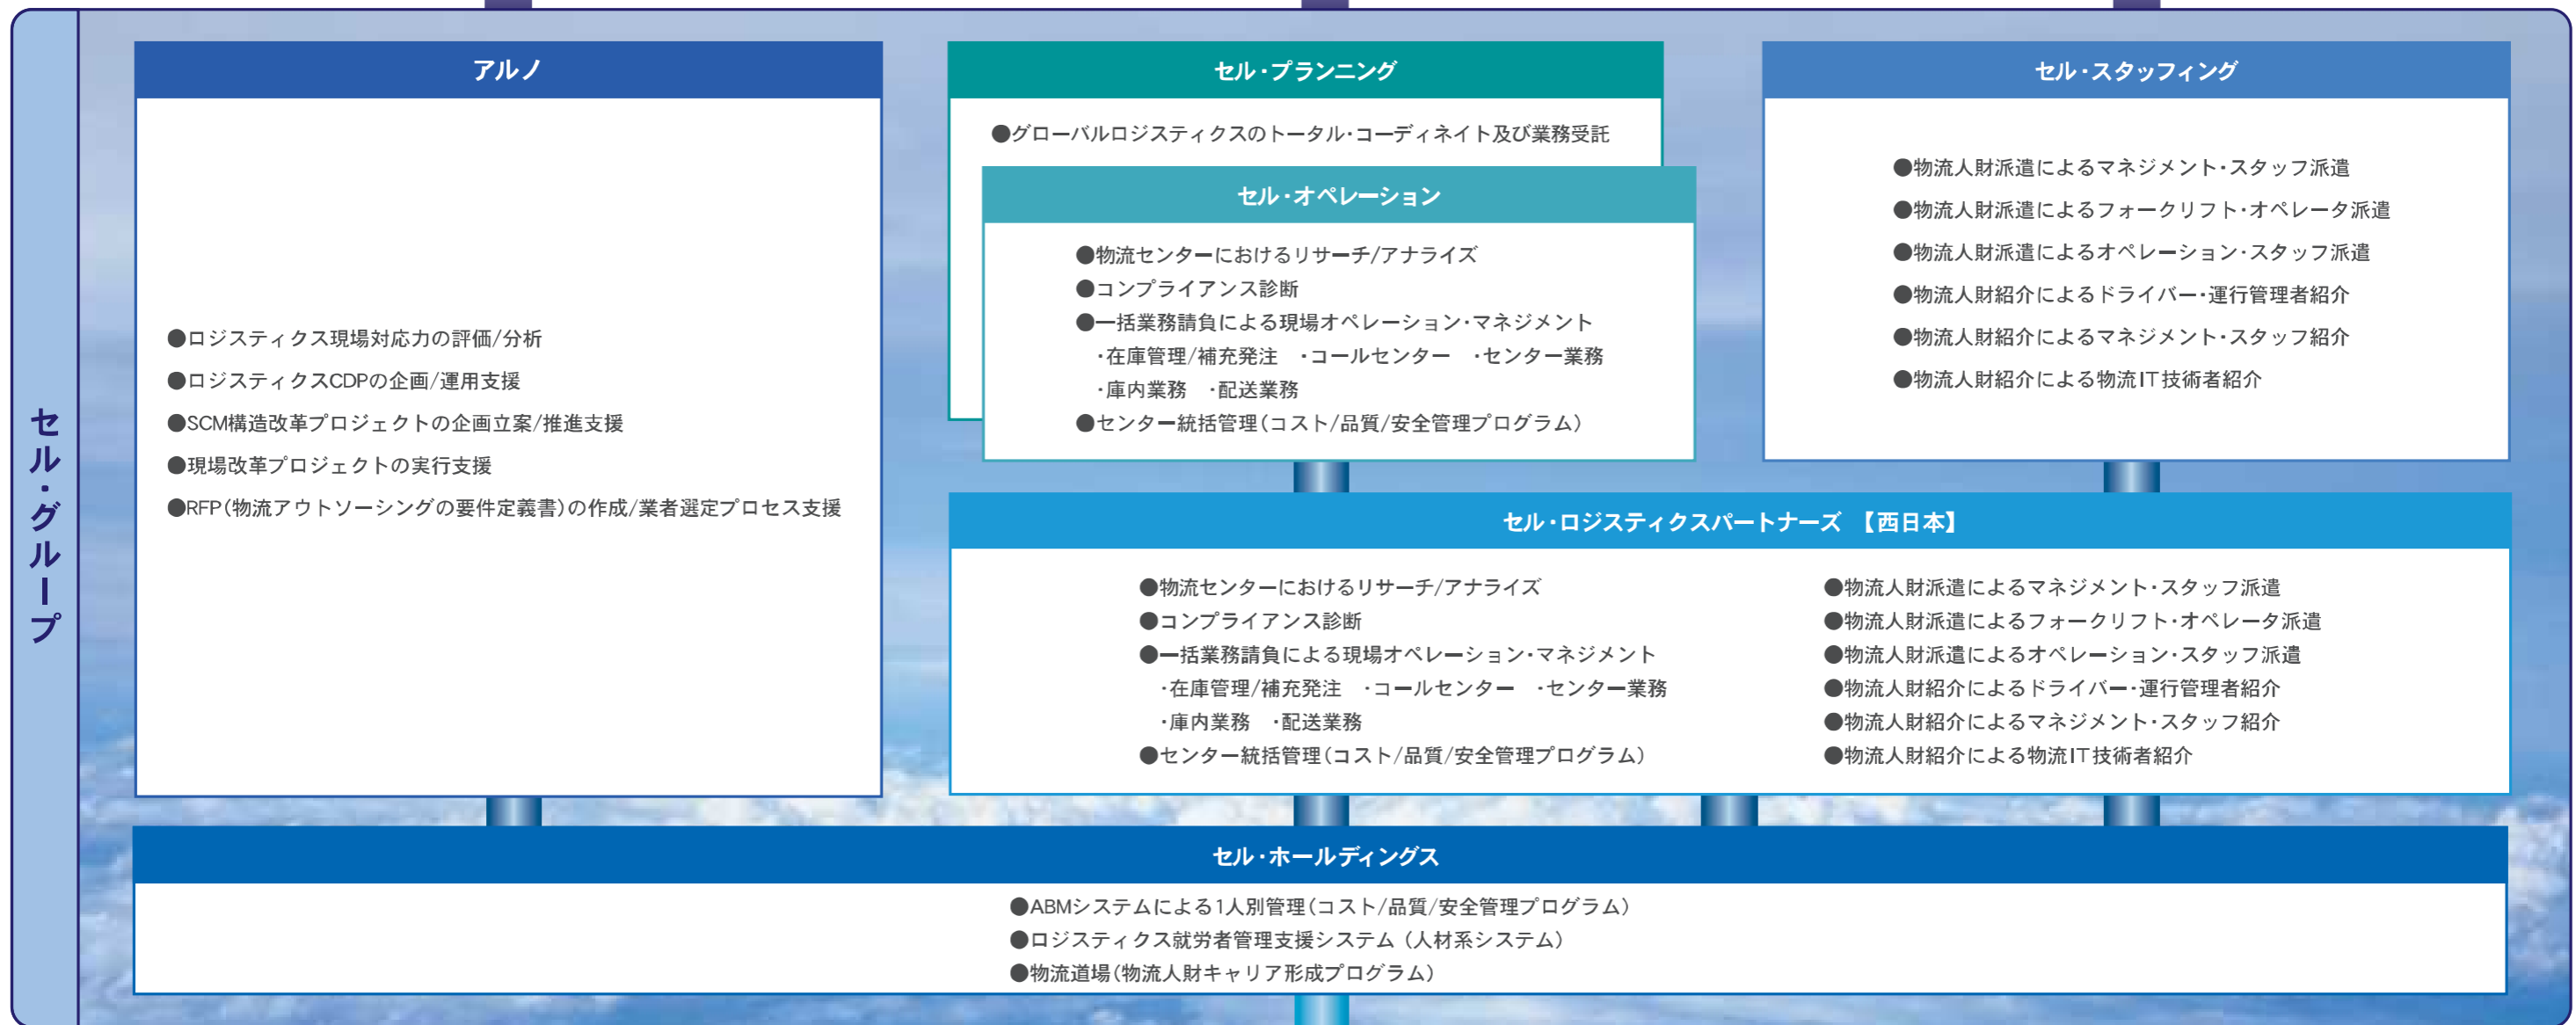 セル・グループ
アルノ
●ロジスティクス現場対応力の評価/分析
●ロジスティクスCDPの企画/運用支援
●SCM構造改革プロジェクトの企画立案/推進支援
●現場改革プロジェクトの実行支援
●RFP(物流アウトソーシングの要件定義書)の作成/業者選定プロセス支援
セル・プランニング
●グローバルロジスティクスのトータル・コーディネイト及び業務受託
セル・オペレーション
●物流センターにおけるリサーチ/アナライズ
●コンプライアンス診断
●一括業務請負による現場オペレーション・マネジメント
・在庫管理/補充発注　・コールセンター　・センター業務
・庫内業務　・配送業務
●センター統括管理(コスト/品質/安全管理プログラム)
セル・スタッフィング
●物流人財派遣によるマネジメント・スタッフ派遣
●物流人財派遣によるフォークリフト・オペレータ派遣
●物流人財派遣によるオペレーション・スタッフ派遣
●物流人財紹介によるドライバー・運行管理者紹介
●物流人財紹介によるマネジメント・スタッフ紹介
●物流人財紹介による物流IT技術者紹介
セル・ロジスティクスパートナーズ 【西日本】
●物流センターにおけるリサーチ/アナライズ
●コンプライアンス診断
●一括業務請負による現場オペレーション・マネジメント
・在庫管理/補充発注　・コールセンター　・センター業務
・庫内業務　・配送業務
●センター統括管理(コスト/品質/安全管理プログラム)
●物流人財派遣によるマネジメント・スタッフ派遣
●物流人財派遣によるフォークリフト・オペレータ派遣
●物流人財派遣によるオペレーション・スタッフ派遣
●物流人財紹介によるドライバー・運行管理者紹介
●物流人財紹介によるマネジメント・スタッフ紹介
●物流人財紹介による物流IT技術者紹介
セル・ホールディングス
●ABMシステムによる1人別管理(コスト/品質/安全管理プログラム)
●ロジスティクス就労者管理支援システム (人材系システム)
●物流道場(物流人財キャリア形成プログラム)